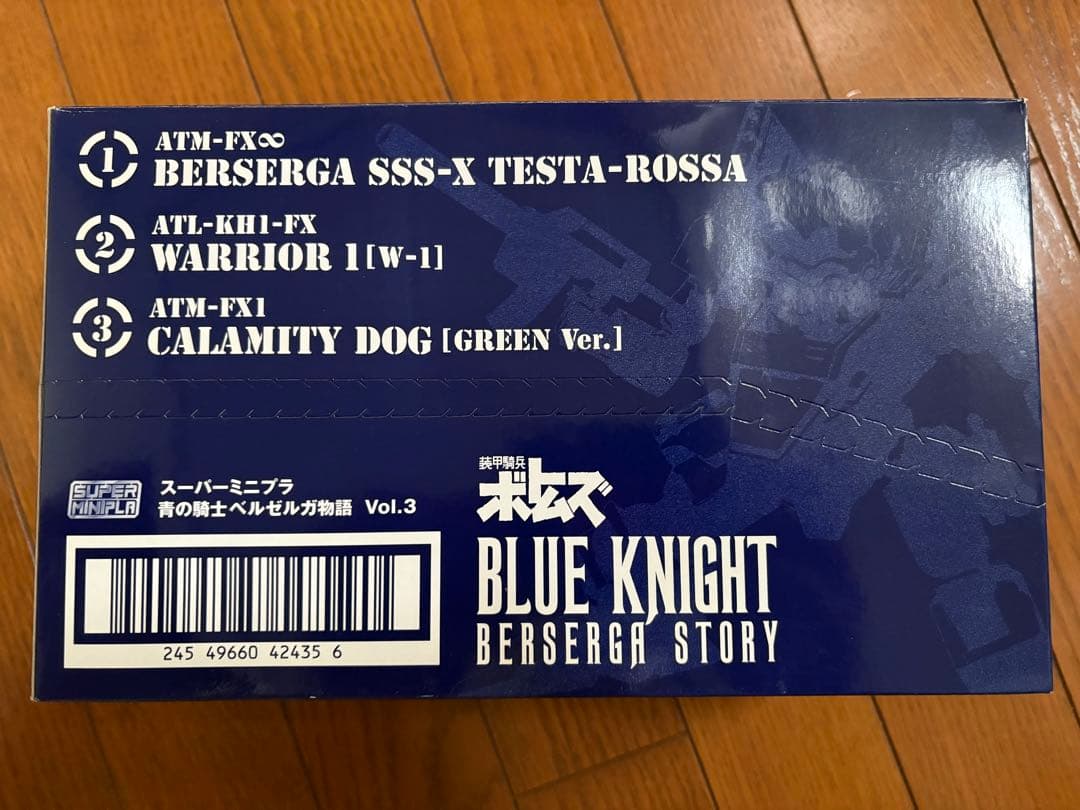 1
ATM-FX∞
BERSERGA SSS-X TESTA-ROSSA
2
ATL-KH1-FX
WARRIOR 1[W-1]
3
ATM-FX1
CALAMITY DOG [GREEN Ver.]
SUPER
MINIPLA
スーパーミニプラ
青の騎士ベルゼルガ物語 Vol.3
245 49660 42435 6
装甲騎兵
ボトムズ
BLUE KNIGHT
BERSERGA STORY